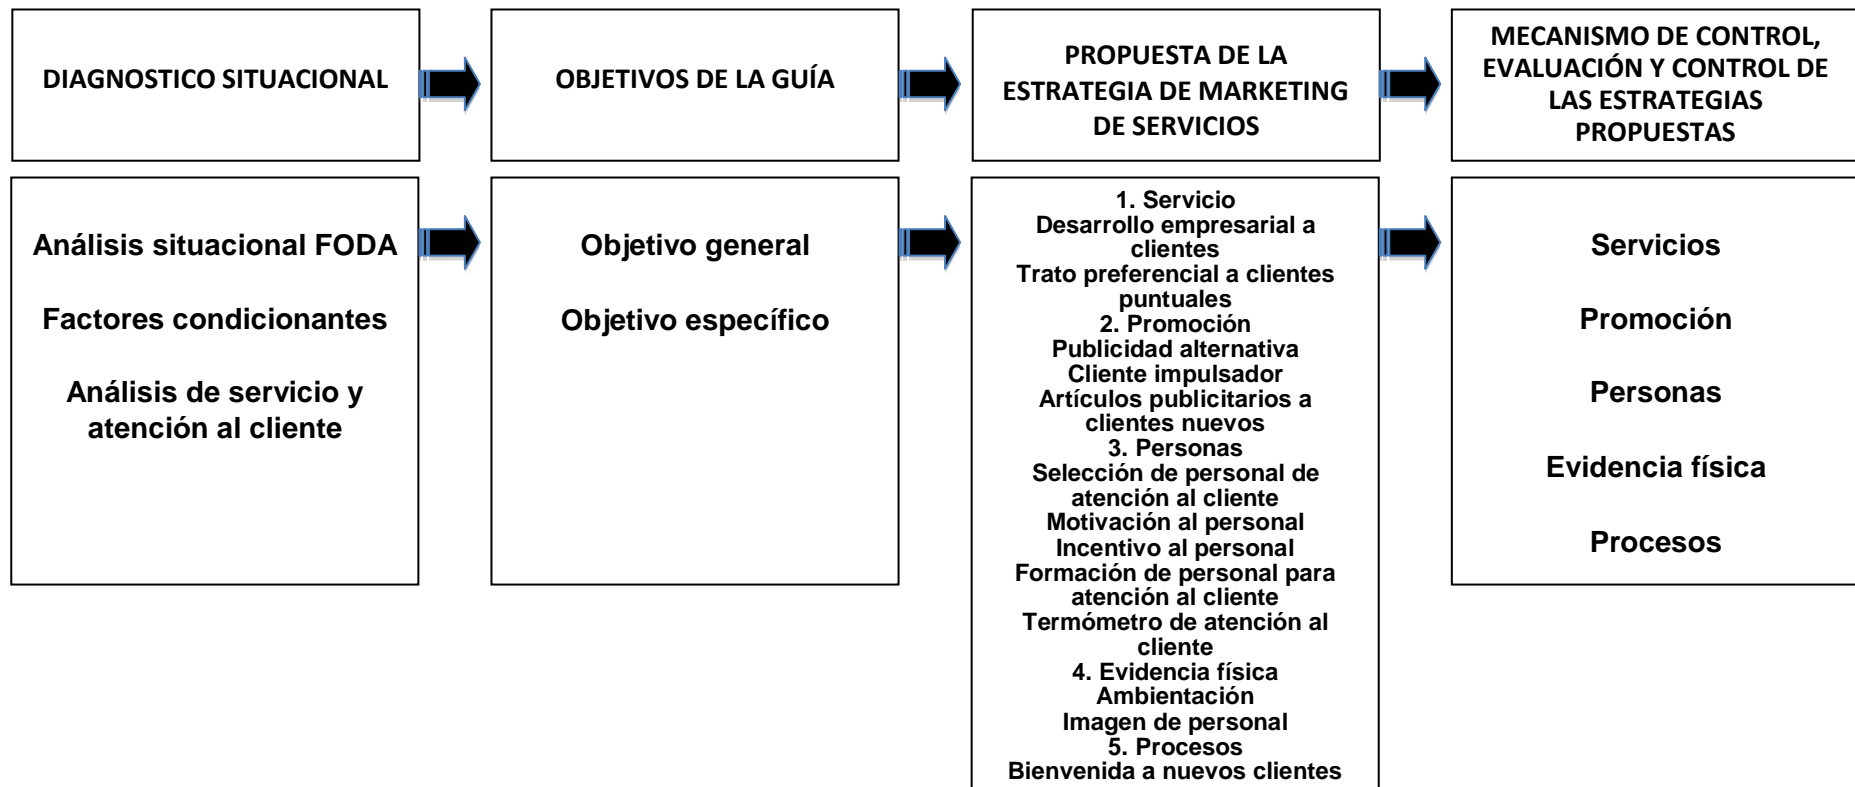 DIAGNOSTICO SITUACIONAL
OBJETIVOS DE LA GUÍA
PROPUESTA DE LA
ESTRATEGIA DE MARKETING
DE SERVICIOS
MECANISMO DE CONTROL,
EVALUACIÓN Y CONTROL DE
LAS ESTRATEGIAS
PROPUESTAS
Análisis situacional FODA
Factores condicionantes
Análisis de servicio y
atención al cliente
Objetivo general
Objetivo específico
1. Servicio
Desarrollo empresarial a
clientes
Trato preferencial a clientes
puntuales
2. Promoción
Publicidad alternativa
Cliente impulsador
Artículos publicitarios a
clientes nuevos
3. Personas
Selección de personal de
atención al cliente
Motivación al personal
Incentivo al personal
Formación de personal para
atención al cliente
Termómetro de atención al
cliente
4. Evidencia física
Ambientación
Imagen de personal
5. Procesos
Bienvenida a nuevos clientes
Servicios
Promoción
Personas
Evidencia física
Procesos